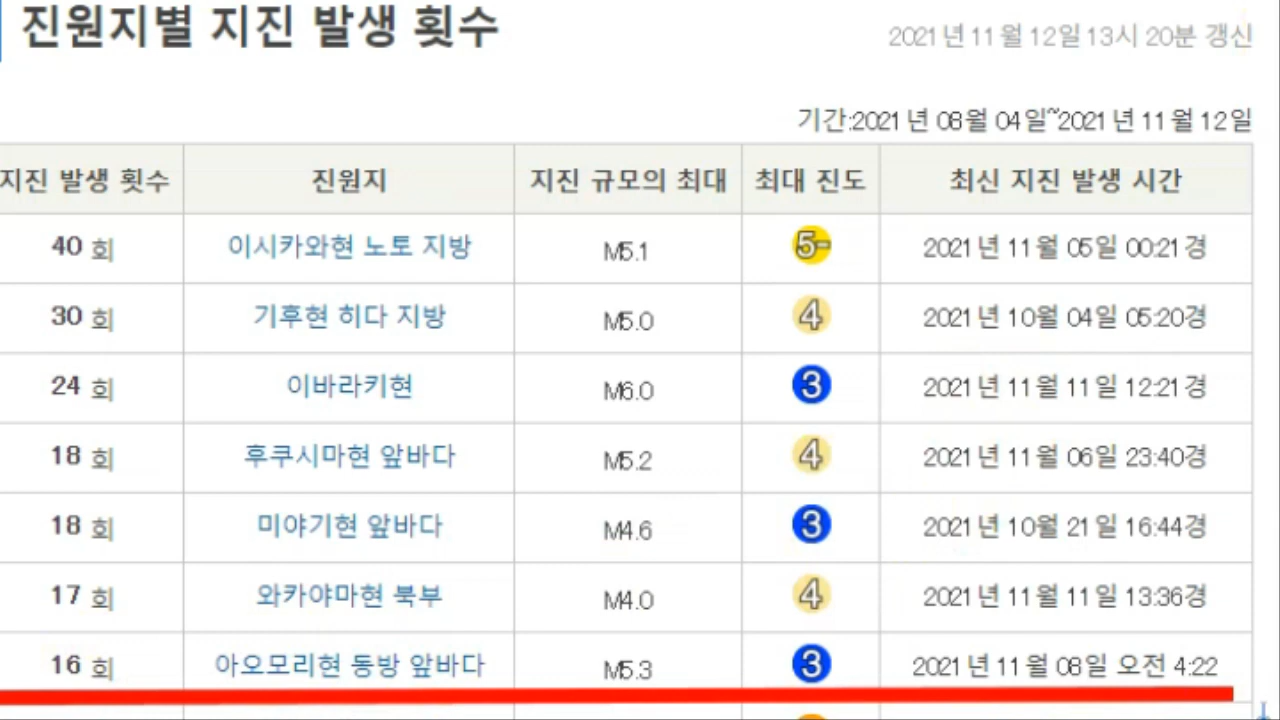 진원지별 지진 발생 횟수
2021년 11월 12일 13시 20분 갱신
기간:2021년 08월 04일~2021년 11월 12일
지진 발생 횟수 진원지 지진 규모의 최대 최대 진도 최신 지진 발생 시간
40 회 이시카와현 노토 지방 M5.1 5- 2021년 11월 05일 00:21경
30 회 기후현 히다 지방 M5.0 4 2021년 10월 04일 05:20경
24 회 이바라키현 M6.0 3 2021년 11월 11일 12:21경
18 회 후쿠시마현 앞바다 M5.2 4 2021년 11월 06일 23:40경
18 회 미야기현 앞바다 M4.6 3 2021년 10월 21일 16:44경
17 회 와카야마현 북부 M4.0 4 2021년 11월 11일 13:36경
16 회 아오모리현 동방 앞바다 M5.3 3 2021년 11월 08일 오전 4:22